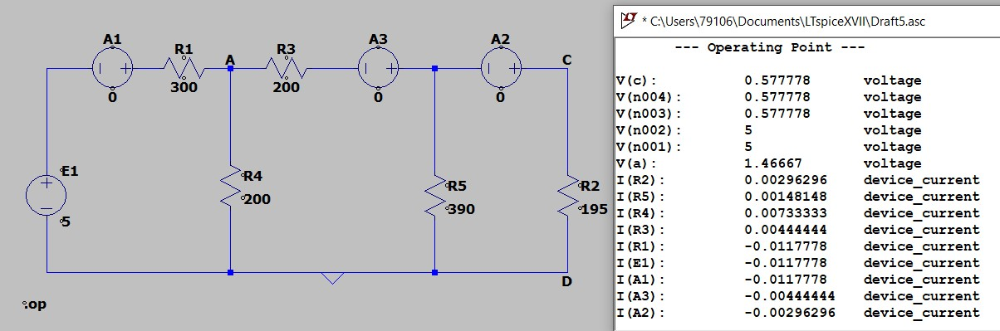 A1
R1
A
R3
A3
A2
C
300
200
0
0
0
E1
5
R4
200
R5
390
R2
195
D
.op
* C:\Users\79106\Documents\LTspiceXVII\Draft5.asc
--- Operating Point ---
V(c): 0.577778 voltage
V(n004): 0.577778 voltage
V(n003): 0.577778 voltage
V(n002): 5 voltage
V(n001): 5 voltage
V(a): 1.46667 voltage
I(R2): 0.00296296 device_current
I(R5): 0.00148148 device_current
I(R4): 0.00733333 device_current
I(R3): 0.00444444 device_current
I(R1): -0.0117778 device_current
I(E1): -0.0117778 device_current
I(A1): -0.0117778 device_current
I(A3): -0.00444444 device_current
I(A2): -0.00296296 device_current